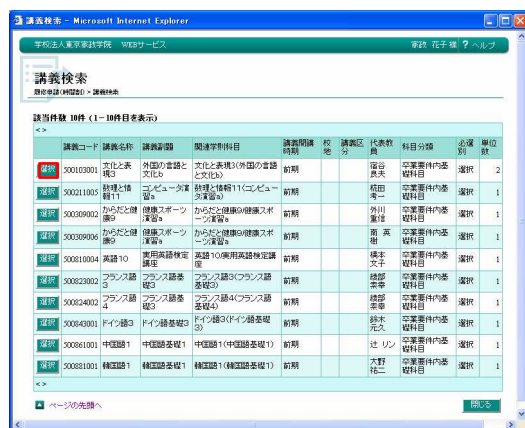 講義検索 - Microsoft Internet Explorer
学校法人東京家政学院 WEBサービス 家政 花子 様 ? ヘルプ
講義検索
履修申請(時間割) > 講義検索
該当件数 10件 (1-10件目を表示)
< >
講義コード 講義名称 講義副題 関連学則科目 講義開講時期 校地 講義区分 代表教員 科目分類 必選別 単位数
選択 500103001 文化と表現3 外国の言語と文化b 文化と表現3(外国の言語と文化b) 前期 宿谷 良夫 卒業要件内基礎科目 選択 2
選択 500211005 数理と情報11 コンピュータ演習a 数理と情報11(コンピュータ演習a) 前期 杭田 考一 卒業要件内基礎科目 選択 1
選択 500309002 からだと健康9 健康スポーツ演習a からだと健康9/健康スポーツ演習a 前期 外川 重信 卒業要件内基礎科目 選択 1
選択 500309006 からだと健康9 健康スポーツ演習a からだと健康9/健康スポーツ演習a 前期 南 英樹 卒業要件内基礎科目 選択 1
選択 500810004 英語10 実用英語検定講座 英語10/実用英語検定講座 前期 橋本 文子 卒業要件内基礎科目 選択 1
選択 500823002 フランス語3 フランス語基礎3 フランス語3(フランス語基礎3) 前期 綾部 素幸 卒業要件内基礎科目 選択 1
選択 500824002 フランス語4 フランス語基礎4 フランス語4(フランス語基礎4) 前期 綾部 素幸 卒業要件内基礎科目 選択 1
選択 500843001 ドイツ語3 ドイツ語基礎3 ドイツ語3(ドイツ語基礎3) 前期 鈴木 元久 卒業要件内基礎科目 選択 1
選択 500861001 中国語1 中国語基礎1 中国語1(中国語基礎1) 前期 辻 リン 卒業要件内基礎科目 選択 1
選択 500881001 韓国語1 韓国語基礎1 韓国語1(韓国語基礎1) 前期 大野 祐二 卒業要件内基礎科目 選択 1
< >
ページの先頭へ 閉じる